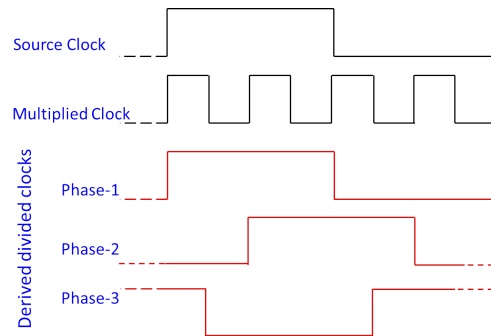 Source Clock
Multiplied Clock
Derived divided clocks
Phase-1
Phase-2
Phase-3